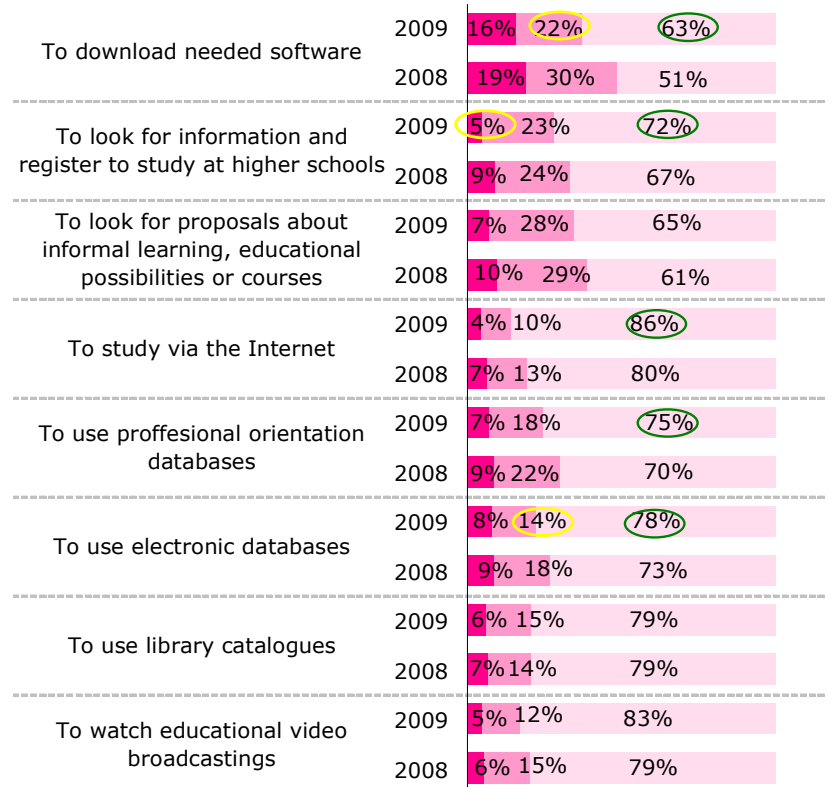 2009 16% 22% 63%
To download needed software
2008 19% 30% 51%
2009 5% 23% 72%
To look for information and
register to study at higher schools
2008 9% 24% 67%
To look for proposals about
2009 7% 28% 65%
informal learning, educational
possibilities or courses
2008 10% 29% 61%
2009 4% 10% 86%
To study via the Internet
2008 7% 13% 80%
2009 7% 18% 75%
To use proffesional orientation
databases
2008 9% 22% 70%
2009 8% 14% 78%
To use electronic databases
2008 9% 18% 73%
2009 6% 15% 79%
To use library catalogues
2008 7% 14% 79%
2009 5% 12% 83%
To watch educational video
broadcastings
2008 6% 15% 79%